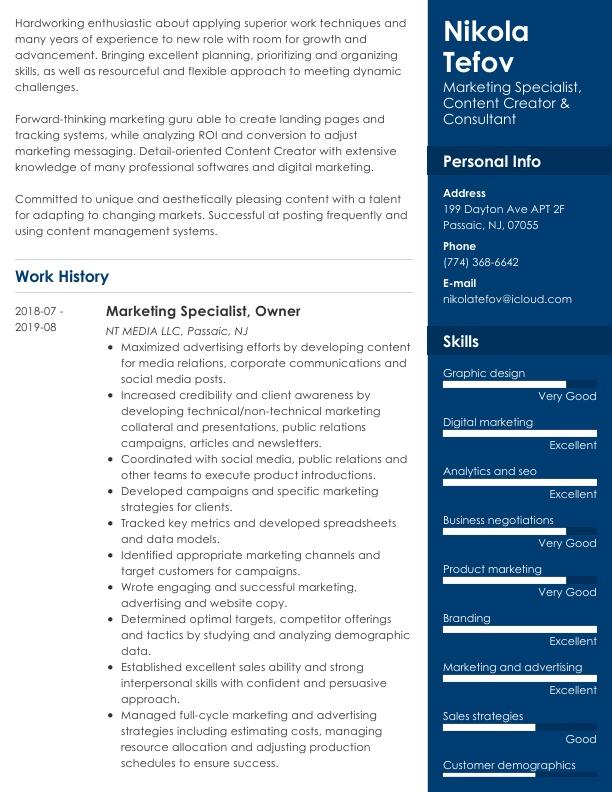 Hardworking enthusiastic about applying superior work techniques and
many years of experience to new role with room for growth and
advancement. Bringing excellent planning, prioritizing and organizing
skills, as well as resourceful and flexible approach to meeting dynamic
challenges.
Forward-thinking marketing guru able to create landing pages and
tracking systems, while analyzing ROI and conversion to adjust
marketing messaging. Detail-oriented Content Creator with extensive
knowledge of many professional softwares and digital marketing.
Committed to unique and aesthetically pleasing content with a talent
for adapting to changing markets. Successful at posting frequently and
using content management systems.
Work History
2018-07 -
2019-08
Marketing Specialist, Owner
NT MEDIA LLC, Passaic, NJ
• Maximized advertising efforts by developing content
for media relations, corporate communications and
social media posts.
• Increased credibility and client awareness by
developing technical/non-technical marketing
collateral and presentations, public relations
campaigns, articles and newsletters.
• Coordinated with social media, public relations and
other teams to execute product introductions.
• Developed campaigns and specific marketing
strategies for clients.
• Tracked key metrics and developed spreadsheets
and data models.
• Identified appropriate marketing channels and
target customers for campaigns.
• Wrote engaging and successful marketing,
advertising and website copy.
• Determined optimal targets, competitor offerings
and tactics by studying and analyzing demographic
data.
• Established excellent sales ability and strong
interpersonal skills with confident and persuasive
approach.
• Managed full-cycle marketing and advertising
strategies including estimating costs, managing
resource allocation and adjusting production
schedules to ensure success.
Nikola
Tefov
Marketing Specialist,
Content Creator &
Consultant
Personal Info
Address
199 Dayton Ave APT 2F
Passaic, NJ, 07055
Phone
(774) 368-6642
E-mail
nikolatefov@icloud.com
Skills
Graphic design
Very Good
Digital marketing
Excellent
Analytics and seo
Excellent
Business negotiations
Very Good
Product marketing
Very Good
Branding
Excellent
Marketing and advertising
Excellent
Sales strategies
Good
Customer demographics